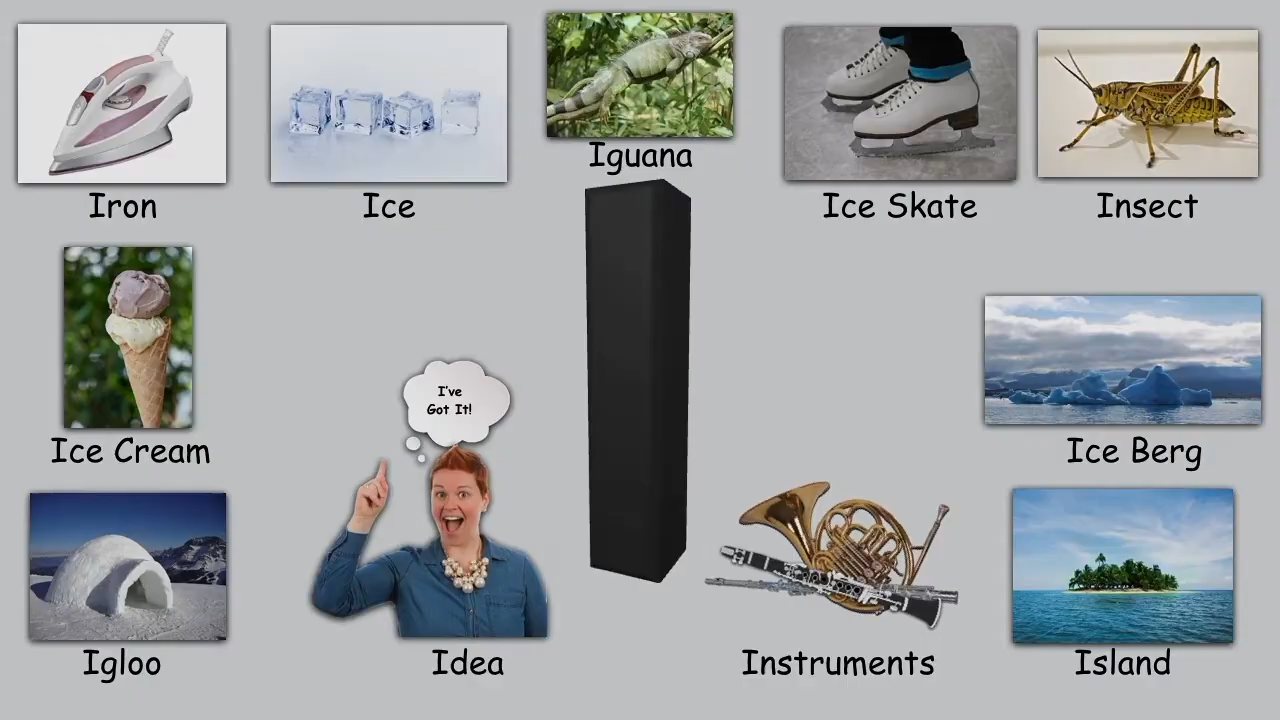 Iguana
Iron
Ice
Ice Skate
Insect
I've
Got It!
Ice Cream
Ice Berg
Igloo
Idea
Instruments
Island